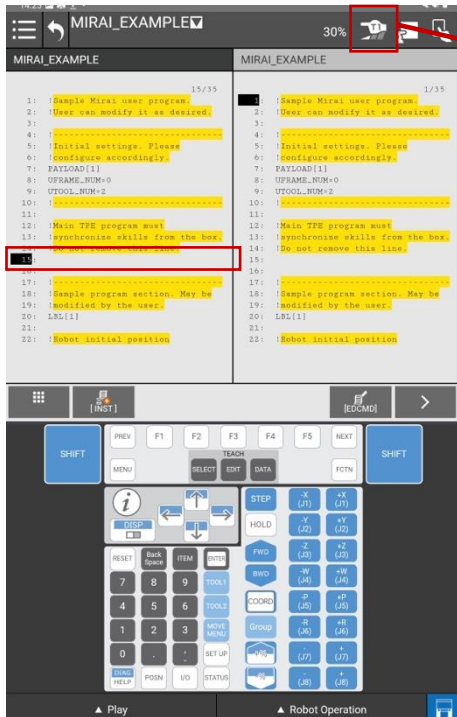 14:23
MIRAI_EXAMPLE
30%
T1
MIRAI_EXAMPLE
15/35
1: !Sample Mirai user program.
2: !User can modify it as desired.
3:
4: !----------------------------
5: !Initial settings. Please
6: !configure accordingly.
7: PAYLOAD[1]
8: UFRAME_NUM=0
9: UTOOL_NUM=2
10: !----------------------------
11:
12: !Main TPE program must
13: !synchronise skills from the box.
14: !Do not remove this line.
15
16:
17: !----------------------------
18: !Sample program section. May be
19: !modified by the user.
20: LBL[1]
21:
22: !Robot initial position
MIRAI_EXAMPLE
1/35
1: !Sample Mirai user program.
2: !User can modify it as desired.
3:
4: !----------------------------
5: !Initial settings. Please
6: !configure accordingly.
7: PAYLOAD[1]
8: UFRAME_NUM=0
9: UTOOL_NUM=2
10: !----------------------------
11:
12: !Main TPE program must
13: !synchronise skills from the box.
14: !Do not remove this line.
15:
16:
17: !----------------------------
18: !Sample program section. May be
19: !modified by the user.
20: LBL[1]
21:
22: !Robot initial position
[INST]
[EDCMD]
>
SHIFT
PREV F1 F2 F3 F4 F5 NEXT
SHIFT
TEACH
MENU SELECT EDIT DATA FCTN
i
DISP
STEP -X (J1) +X (J1)
HOLD -Y (J2) +Y (J2)
FWD -Z (J3) +Z (J3)
BWD -W (J4) +W (J4)
COORD -P (J5) +P (J5)
Group -R (J6) +R (J6)
+% - (J7) + (J7)
-% - (J8) + (J8)
RESET Back Space ITEM ENTER
7 8 9 TOOL1
4 5 6 TOOL2
1 2 3 MOVE MENU
0 . , SET UP
DIAG HELP POSN I/O STATUS
▲ Play
▲ Robot Operation